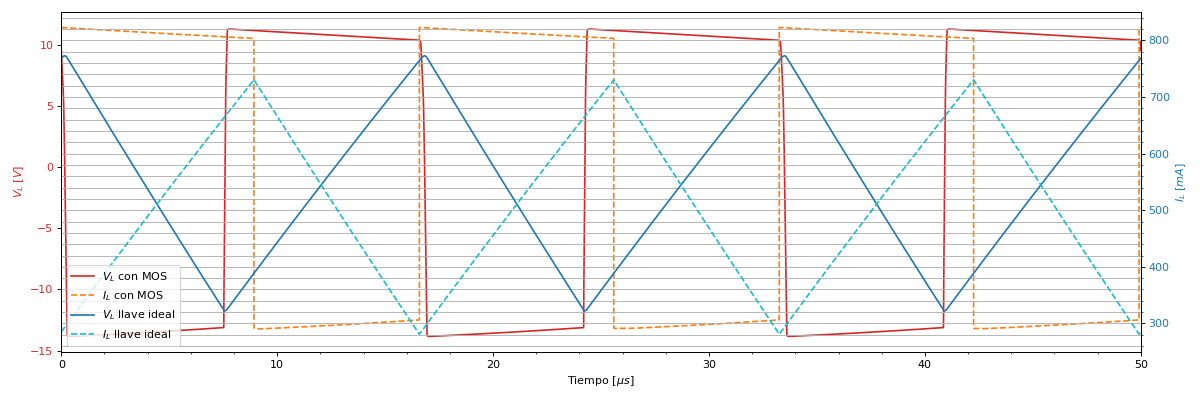 10
5
0
−5
−10
−15
V_L [V]
800
700
600
500
400
300
I_L [mA]
V_L con MOS
I_L con MOS
V_L llave ideal
I_L llave ideal
0 10 20 30 40 50
Tiempo [μs]